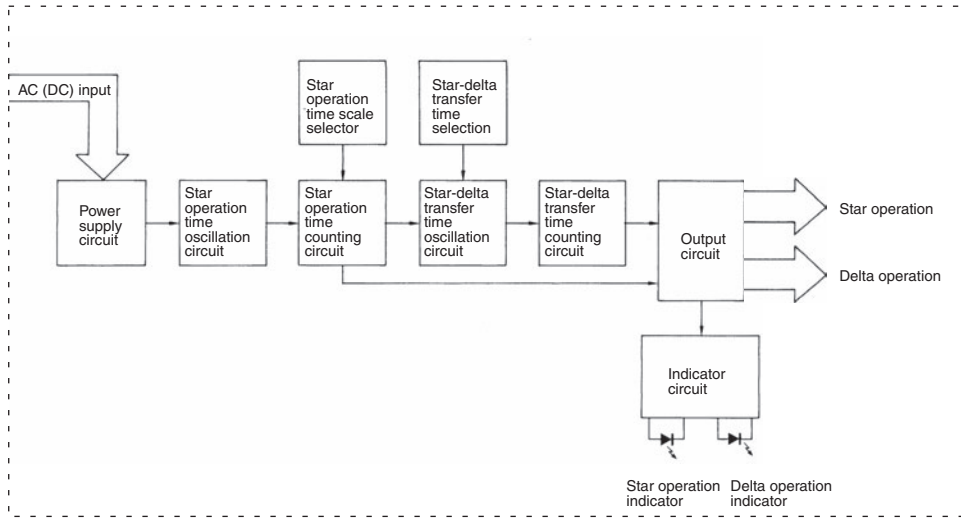 AC (DC) input
Star
operation
time scale
selector
Star-delta
transfer
time
selection
Power
supply
circuit
Star
operation
time
oscillation
circuit
Star
operation
time
counting
circuit
Star-delta
transfer
time
oscillation
circuit
Star-delta
transfer
time
counting
circuit
Output
circuit
Star operation
Delta operation
Indicator
circuit
Star operation
indicator
Delta operation
indicator